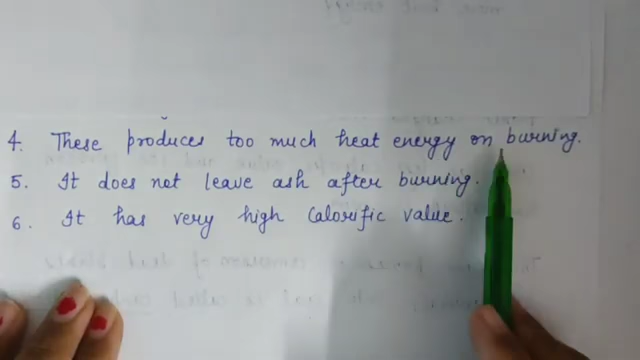 4. These produces too much heat energy on burning.
5. It does not leave ash after burning.
6. It has very high Calorific value.